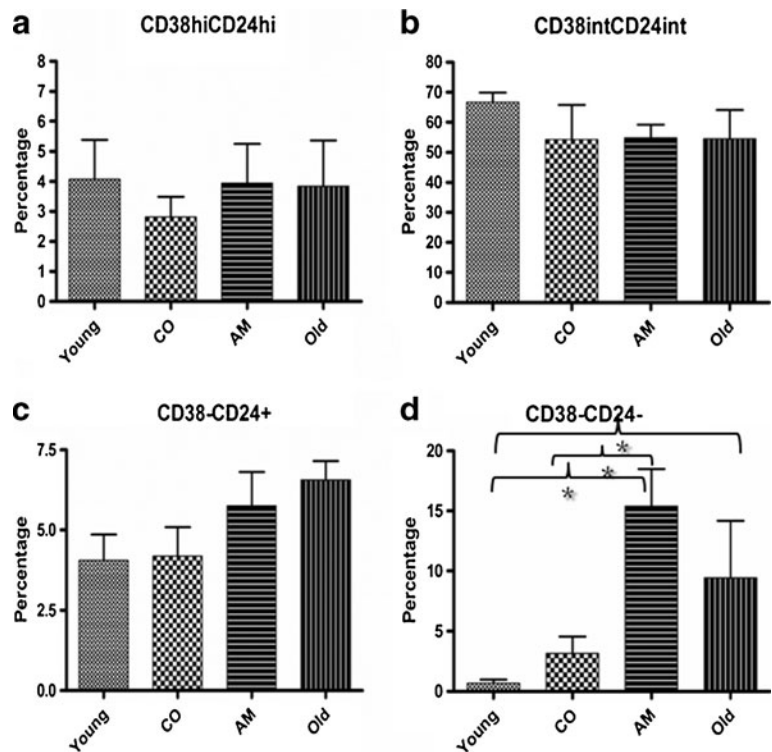 a
CD38hiCD24hi
Percentage
8
7
6
5
4
3
2
1
0
Young
CO
AM
Old
b
CD38intCD24int
Percentage
80
70
60
50
40
30
20
10
0
Young
CO
AM
Old
c
CD38-CD24+
Percentage
7.5
5.0
2.5
0.0
Young
CO
AM
Old
d
CD38-CD24-
Percentage
20
15
10
5
0
*
*
*
Young
CO
AM
Old